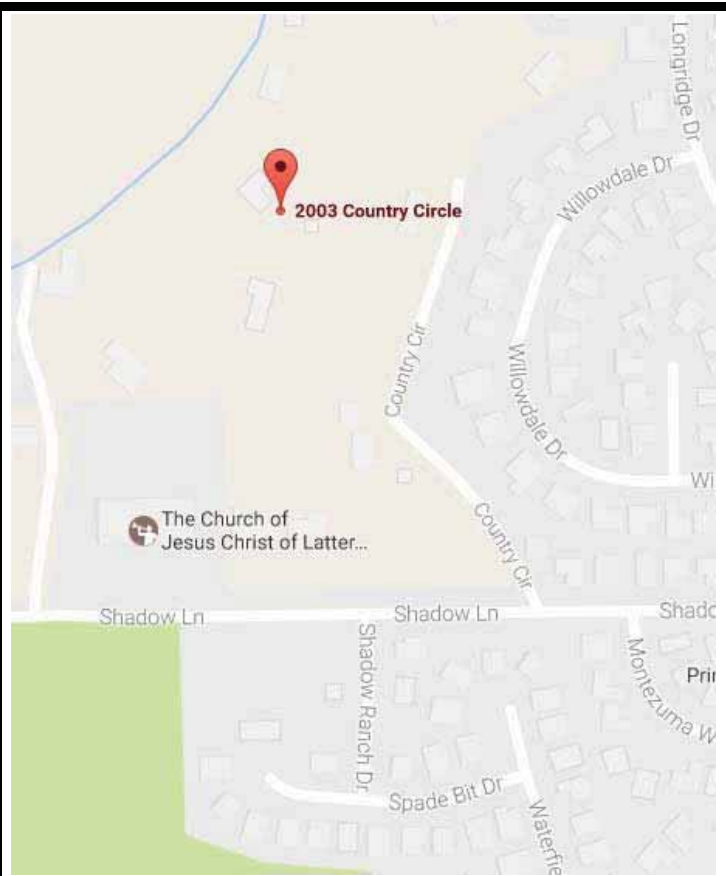 Longridge Dr
Willowdale Dr
2003 Country Circle
Country Cir
Willowdale Dr
Wi
The Church of
Jesus Christ of Latter...
Country Cir
Shadow Ln
Shadow Ln
Shado
Shadow Ranch Dr
Montezuma W
Prin
Spade Bit Dr
Waterfie